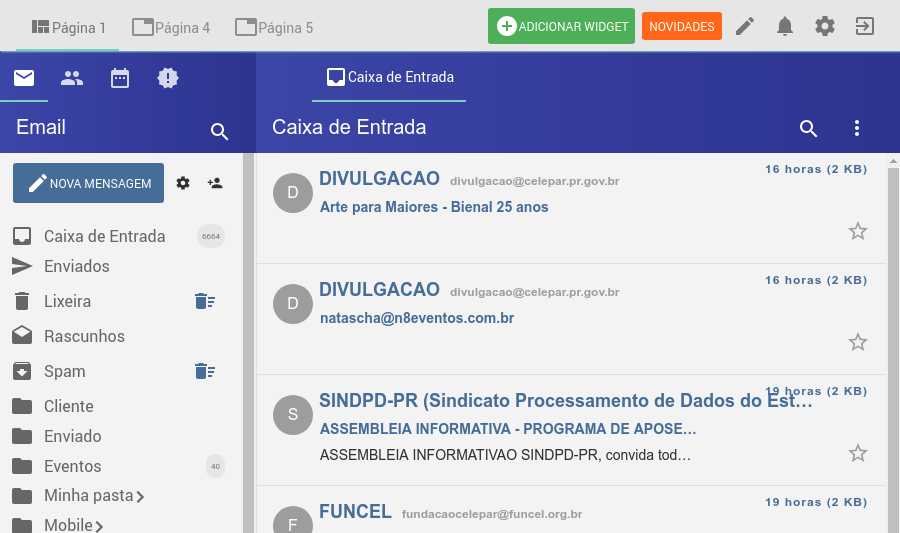 Página 1
Página 4
Página 5
ADICIONAR WIDGET
NOVIDADES
Caixa de Entrada
Email
Caixa de Entrada
NOVA MENSAGEM
Caixa de Entrada 6664
Enviados
Lixeira
Rascunhos
Spam
Cliente
Enviado
Eventos 40
Minha pasta
Mobile
16 horas (2 KB)
D DIVULGACAO divulgacao@celepar.pr.gov.br
Arte para Maiores - Bienal 25 anos
16 horas (2 KB)
D DIVULGACAO divulgacao@celepar.pr.gov.br
natascha@n8eventos.com.br
19 horas (2 KB)
S SINDPD-PR (Sindicato Processamento de Dados do Est…
ASSEMBLEIA INFORMATIVA - PROGRAMA DE APOSE…
ASSEMBLEIA INFORMATIVAO SINDPD-PR, convida tod…
19 horas (2 KB)
F FUNCEL fundacaocelepar@funcel.org.br